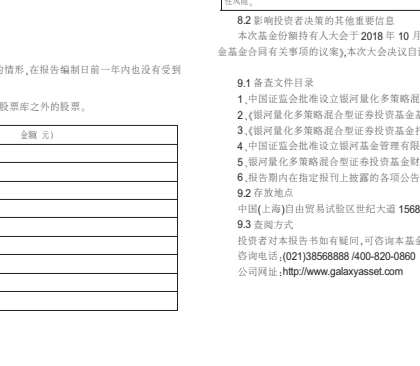 的情形,在报告编制日前一年内也没有受到
股票库之外的股票。
金额 元)
性风险。
8.2 影响投资者决策的其他重要信息
本次基金份额持有人大会于 2018 年 10 月
金基金合同有关事项的议案》,本次大会决议自
9.1 备查文件目录
1、中国证监会批准设立银河量化多策略混
2、《银河量化多策略混合型证券投资基金基
3、《银河量化多策略混合型证券投资基金托
4、中国证监会批准设立银河基金管理有限
5、银河量化多策略混合型证券投资基金财
6、报告期内在指定报刊上披露的各项公告
9.2 存放地点
中国(上海)自由贸易试验区世纪大道 1568
9.3 查阅方式
投资者对本报告书如有疑问,可咨询本基金
咨询电话:(021)38568888 /400-820-0860
公司网址:http://www.galaxyasset.com